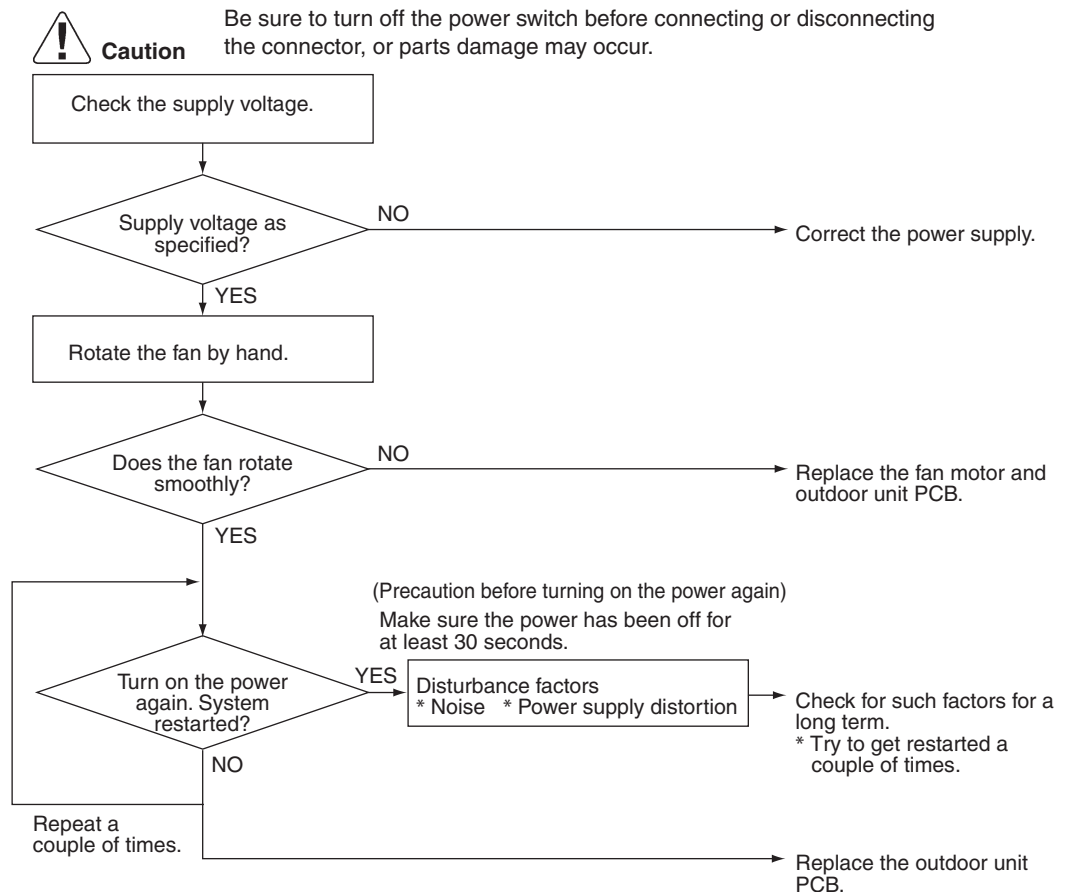 Be sure to turn off the power switch before connecting or disconnecting
the connector, or parts damage may occur.
! Caution
Check the supply voltage.
Supply voltage as
specified?
NO
Correct the power supply.
YES
Rotate the fan by hand.
Does the fan rotate
smoothly?
NO
Replace the fan motor and
outdoor unit PCB.
YES
(Precaution before turning on the power again)
Make sure the power has been off for
at least 30 seconds.
Turn on the power
again. System
restarted?
YES
Disturbance factors
* Noise * Power supply distortion
Check for such factors for a
long term.
* Try to get restarted a
couple of times.
NO
Repeat a
couple of times.
Replace the outdoor unit
PCB.